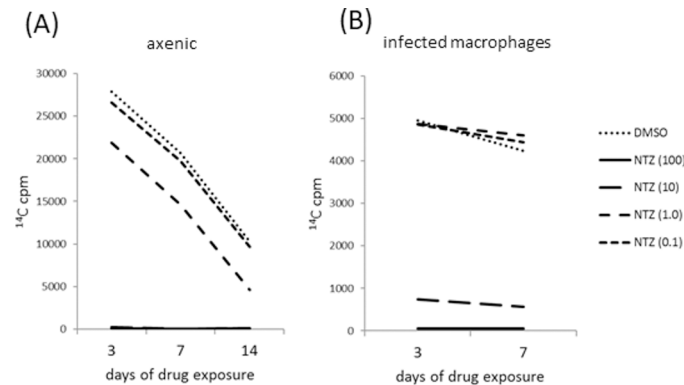 (A)
axenic
30000
25000
20000
15000
10000
5000
0
14C cpm
3 7 14
days of drug exposure
(B)
infected macrophages
6000
5000
4000
3000
2000
1000
0
14C cpm
3 7
days of drug exposure
DMSO
NTZ (100)
NTZ (10)
NTZ (1.0)
NTZ (0.1)